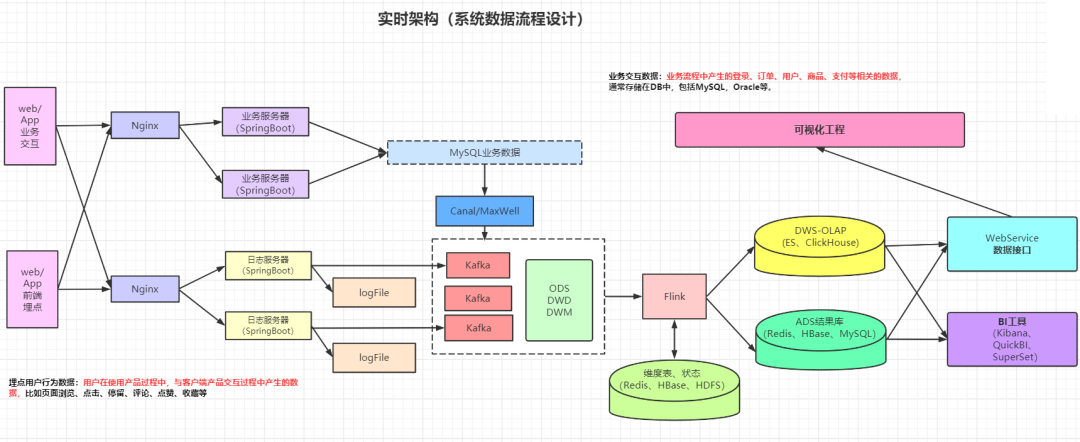 实时架构（系统数据流程设计）
业务交互数据：业务流程中产生的登录、订单、用户、商品、支付等相关的数据，
通常存储在DB中，包括MySQL，Oracle等。
web/
App
业务
交互
Nginx
业务服务器
(SpringBoot)
业务服务器
(SpringBoot)
MySQL业务数据
可视化工程
Canal/MaxWell
web/
App
前端
埋点
Nginx
日志服务器
(SpringBoot)
logFile
日志服务器
(SpringBoot)
logFile
Kafka
Kafka
Kafka
ODS
DWD
DWM
Flink
DWS-OLAP
(ES、ClickHouse)
ADS结果库
(Redis、HBase、MySQL)
维度表、状态
(Redis、HBase、HDFS)
WebService
数据接口
BI工具
(Kibana、
QuickBI、
SuperSet)
埋点用户行为数据：用户在使用产品过程中，与客户端产品交互过程中产生的数
据，比如页面浏览、点击、停留、评论、点赞、收藏等